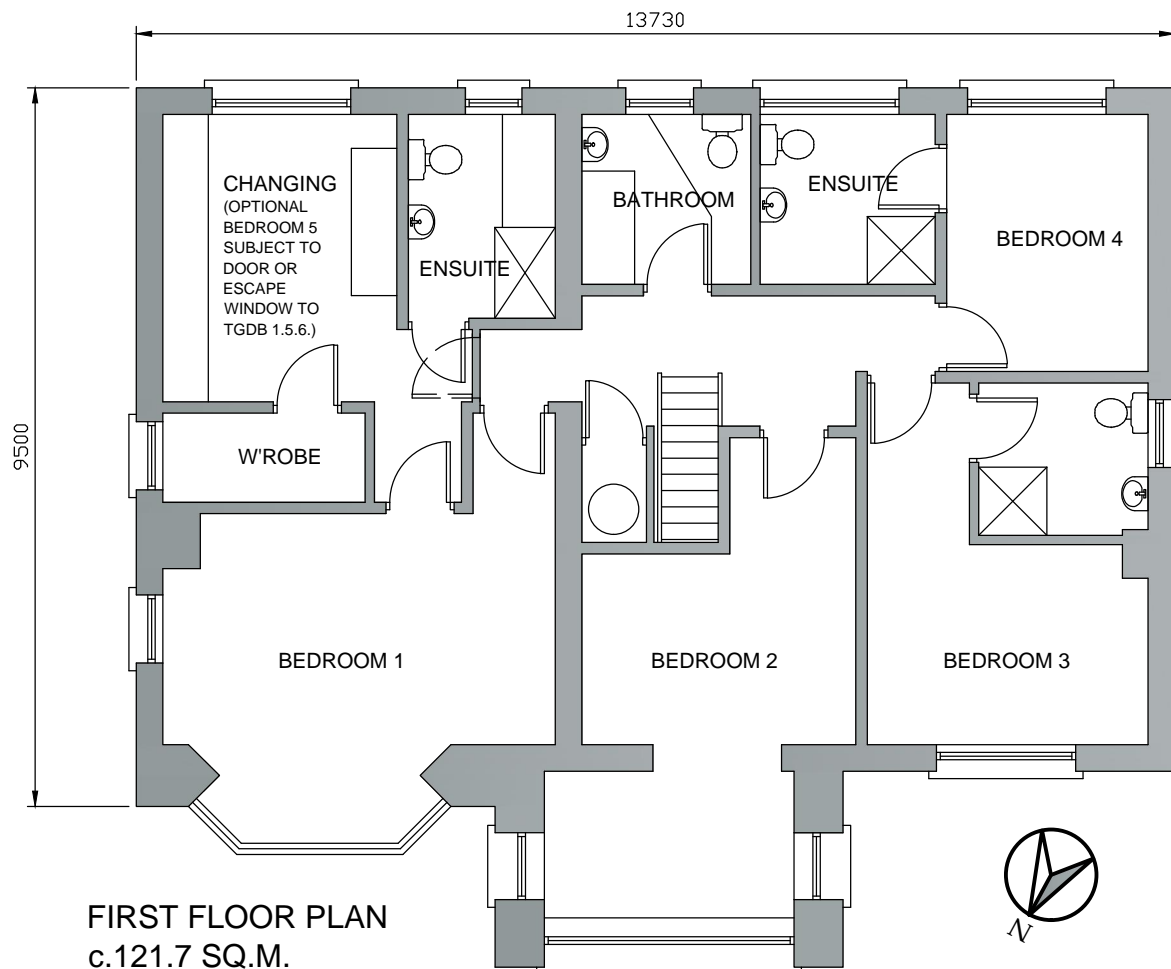 13730
9500
CHANGING
(OPTIONAL
BEDROOM 5
SUBJECT TO
DOOR OR
ESCAPE
WINDOW TO
TGDB 1.5.6.)
ENSUITE
BATHROOM
ENSUITE
BEDROOM 4
W'ROBE
BEDROOM 1
BEDROOM 2
BEDROOM 3
FIRST FLOOR PLAN
c.121.7 SQ.M.
N